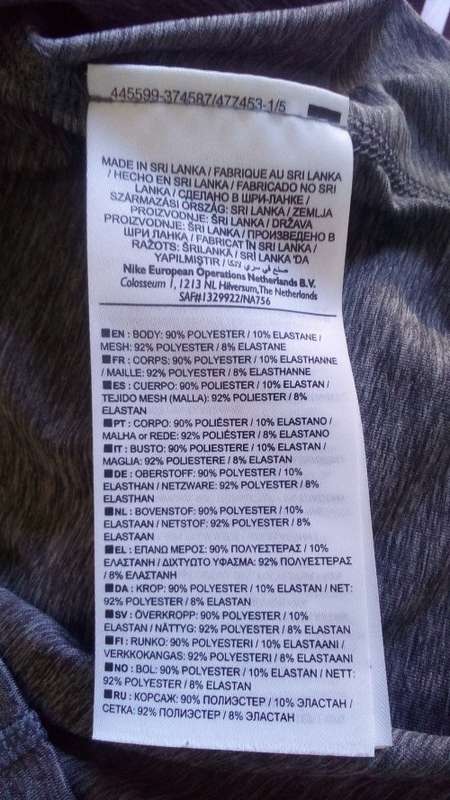 445599-374587/477453-1/5
MADE IN SRI LANKA / FABRIQUE AU SRI LANKA
/ HECHO EN SRI LANKA / FABRICADO NO SRI
LANKA / СДЕЛАНО В ШРИ-ЛАНКЕ /
SZÁRMAZÁSI ORSZÁG: SRI LANKA / ZEMLJA
PROIZVODNJE: ŠRI LANKA / DRŽAVA
PROIZVODNJE: ŠRI LANKA / ПРОИЗВЕДЕНО В
ШРИ ЛАНКА / FABRICAT ÎN SRI LANKA /
RAŽOTS: ŠRILANKĀ / SRİ LANKA 'DA
YAPILMIŞTIR / صنع في سري لانكا
Nike European Operations Netherlands B.V.
Colosseum 1, 1213 NL Hilversum, The Netherlands
SAF#1329922/NA756
EN : BODY: 90% POLYESTER / 10% ELASTANE /
MESH: 92% POLYESTER / 8% ELASTANE
FR : CORPS: 90% POLYESTER / 10% ELASTHANNE
/ MAILLE: 92% POLYESTER / 8% ELASTHANNE
ES : CUERPO: 90% POLIESTER / 10% ELASTAN /
TEJIDO MESH (MALLA): 92% POLIESTER / 8%
ELASTAN
PT : CORPO: 90% POLIÉSTER / 10% ELASTANO /
MALHA or REDE: 92% POLIÉSTER / 8% ELASTANO
IT : BUSTO: 90% POLIESTERE / 10% ELASTAN /
MAGLIA: 92% POLIESTERE / 8% ELASTAN
DE : OBERSTOFF: 90% POLYESTER / 10%
ELASTHAN / NETZWARE: 92% POLYESTER / 8%
ELASTHAN
NL : BOVENSTOF: 90% POLYESTER / 10%
ELASTAAN / NETSTOF: 92% POLYESTER / 8%
ELASTAAN
EL : ΕΠΑΝΩ ΜΕΡΟΣ: 90% ΠΟΛΥΕΣΤΕΡΑΣ / 10%
ΕΛΑΣΤΑΝΗ / ΔΙΧΤΥΩΤΟ ΥΦΑΣΜΑ: 92% ΠΟΛΥΕΣΤΕΡΑΣ
/ 8% ΕΛΑΣΤΑΝΗ
DA : KROP: 90% POLYESTER / 10% ELASTAN / NET:
92% POLYESTER / 8% ELASTAN
SV : ÖVERKROPP: 90% POLYESTER / 10%
ELASTAN / NÄTTYG: 92% POLYESTER / 8% ELASTAN
FI : RUNKO: 90% POLYESTERI / 10% ELASTAANI /
VERKKOKANGAS: 92% POLYESTERI / 8% ELASTAANI
NO : BOL: 90% POLYESTER / 10% ELASTAN / NETT:
92% POLYESTER / 8% ELASTAN
RU : КОРСАЖ: 90% ПОЛИЭСТЕР / 10% ЭЛАСТАН /
СЕТКА: 92% ПОЛИЭСТЕР / 8% ЭЛАСТАН